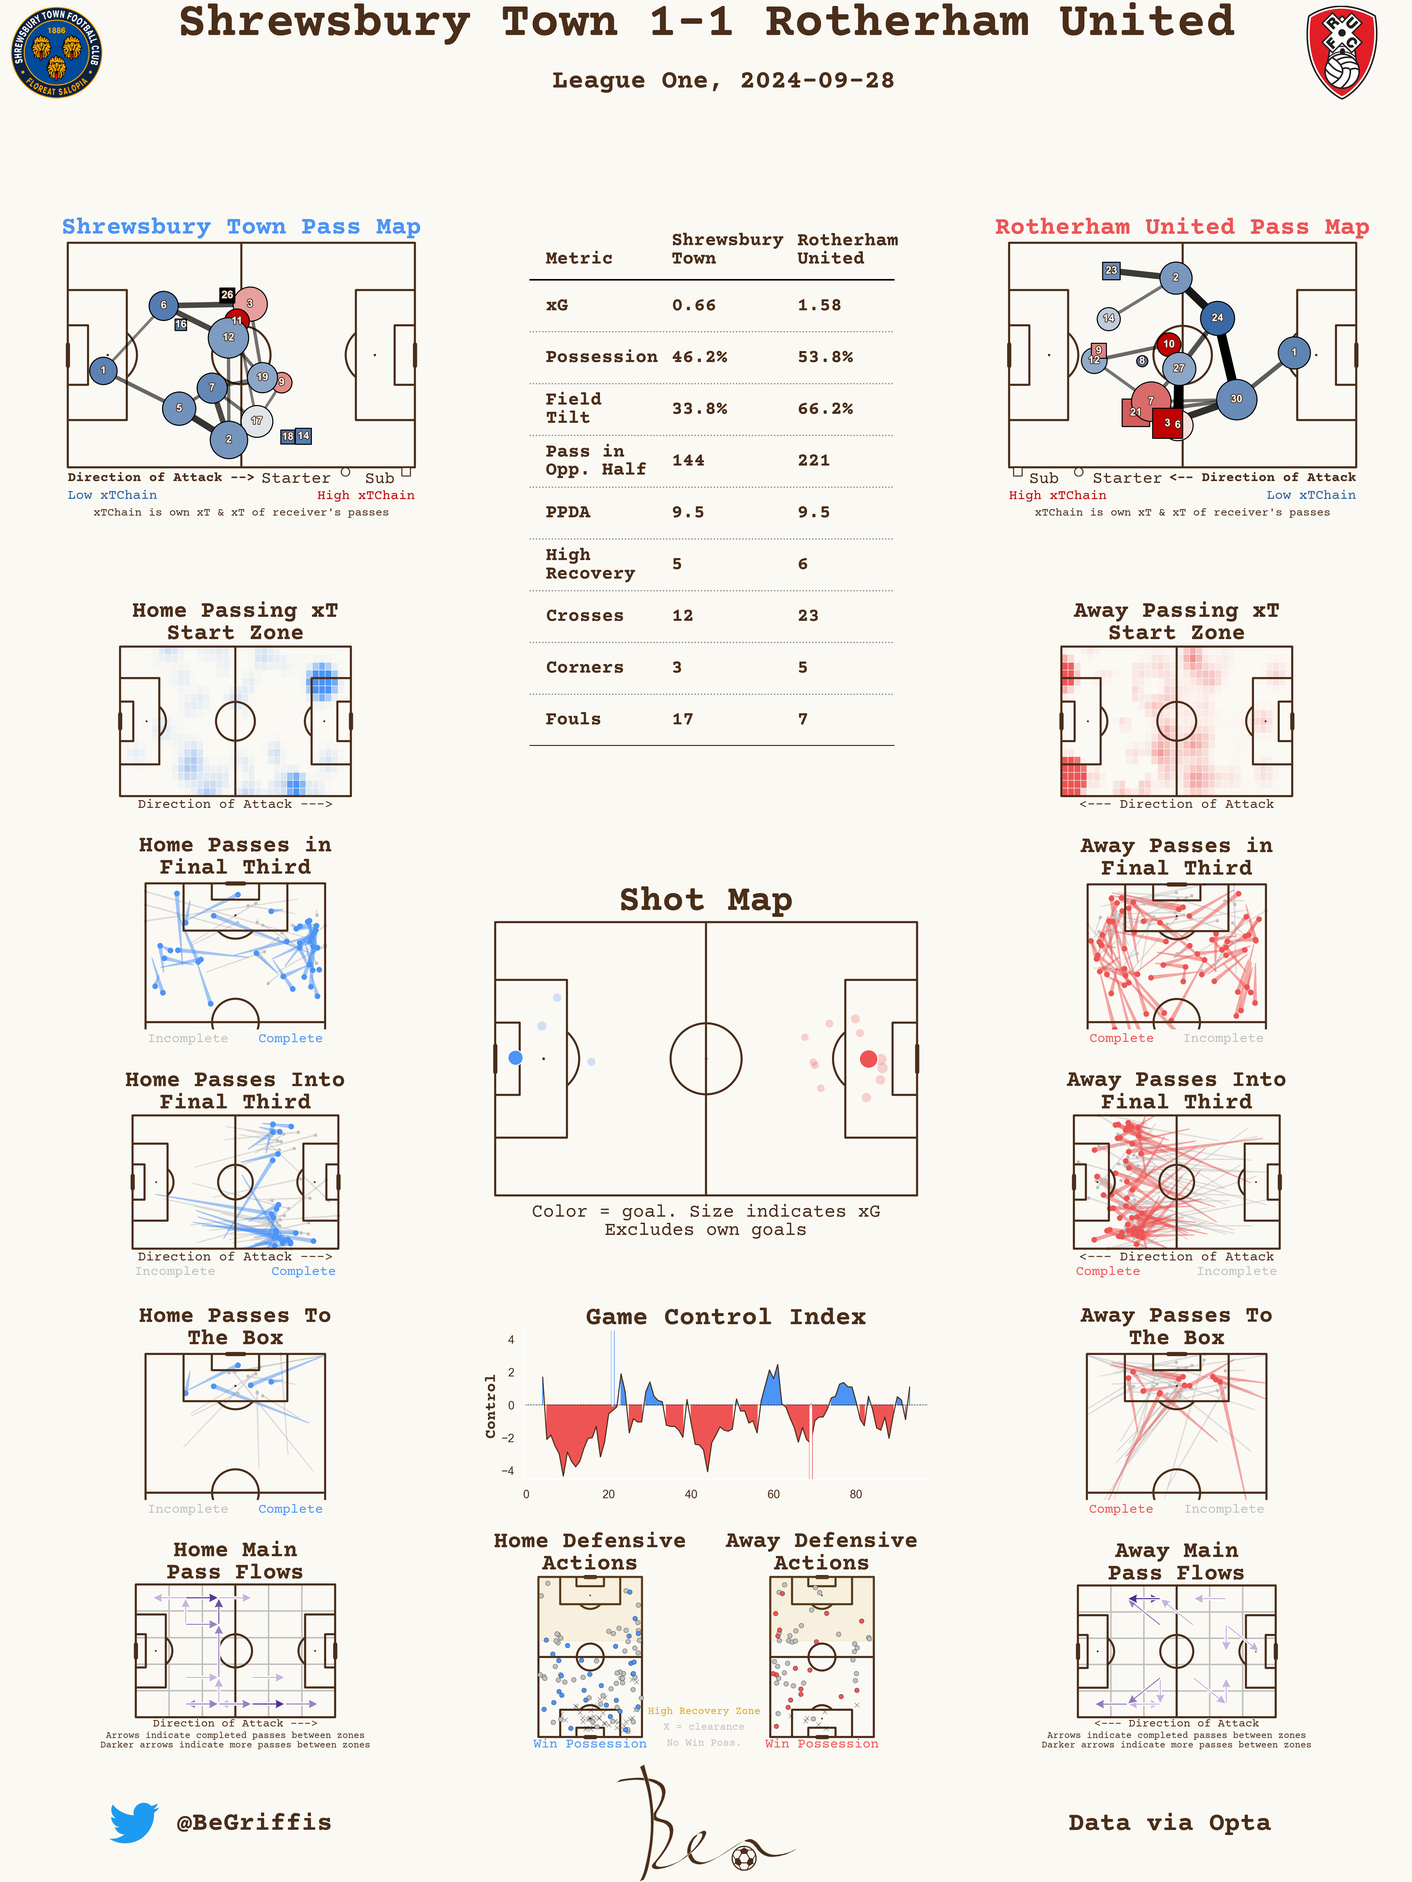 Shrewsbury Town 1-1 Rotherham United
League One, 2024-09-28
SHREWSBURY TOWN FOOTBALL CLUB
1886
FLOREAT SALOPIA
R U
F C
Shrewsbury Town Pass Map
26
3
6
11
16
12
1
19
9
7
5
17
2
18
14
Direction of Attack --> Starter Sub
Low xTChain High xTChain
xTChain is own xT & xT of receiver's passes
Metric Shrewsbury Town Rotherham United
xG 0.66 1.58
Possession 46.2% 53.8%
Field Tilt 33.8% 66.2%
Pass in Opp. Half 144 221
PPDA 9.5 9.5
High Recovery 5 6
Crosses 12 23
Corners 3 5
Fouls 17 7
Rotherham United Pass Map
23
2
14
24
10
9
12
8
27
1
7
30
21
3
6
Sub Starter <-- Direction of Attack
High xTChain Low xTChain
xTChain is own xT & xT of receiver's passes
Home Passing xT
Start Zone
Direction of Attack --->
Away Passing xT
Start Zone
<--- Direction of Attack
Home Passes in
Final Third
Incomplete Complete
Away Passes in
Final Third
Complete Incomplete
Shot Map
Color = goal. Size indicates xG
Excludes own goals
Home Passes Into
Final Third
Direction of Attack --->
Incomplete Complete
Away Passes Into
Final Third
<--- Direction of Attack
Complete Incomplete
Home Passes To
The Box
Incomplete Complete
Game Control Index
Control
4
2
0
−2
−4
0 20 40 60 80
Away Passes To
The Box
Complete Incomplete
Home Main
Pass Flows
Direction of Attack --->
Arrows indicate completed passes between zones
Darker arrows indicate more passes between zones
Home Defensive
Actions
Win Possession
High Recovery Zone
X = clearance
No Win Poss.
Away Defensive
Actions
Win Possession
Away Main
Pass Flows
<--- Direction of Attack
Arrows indicate completed passes between zones
Darker arrows indicate more passes between zones
@BeGriffis
Ben
Data via Opta